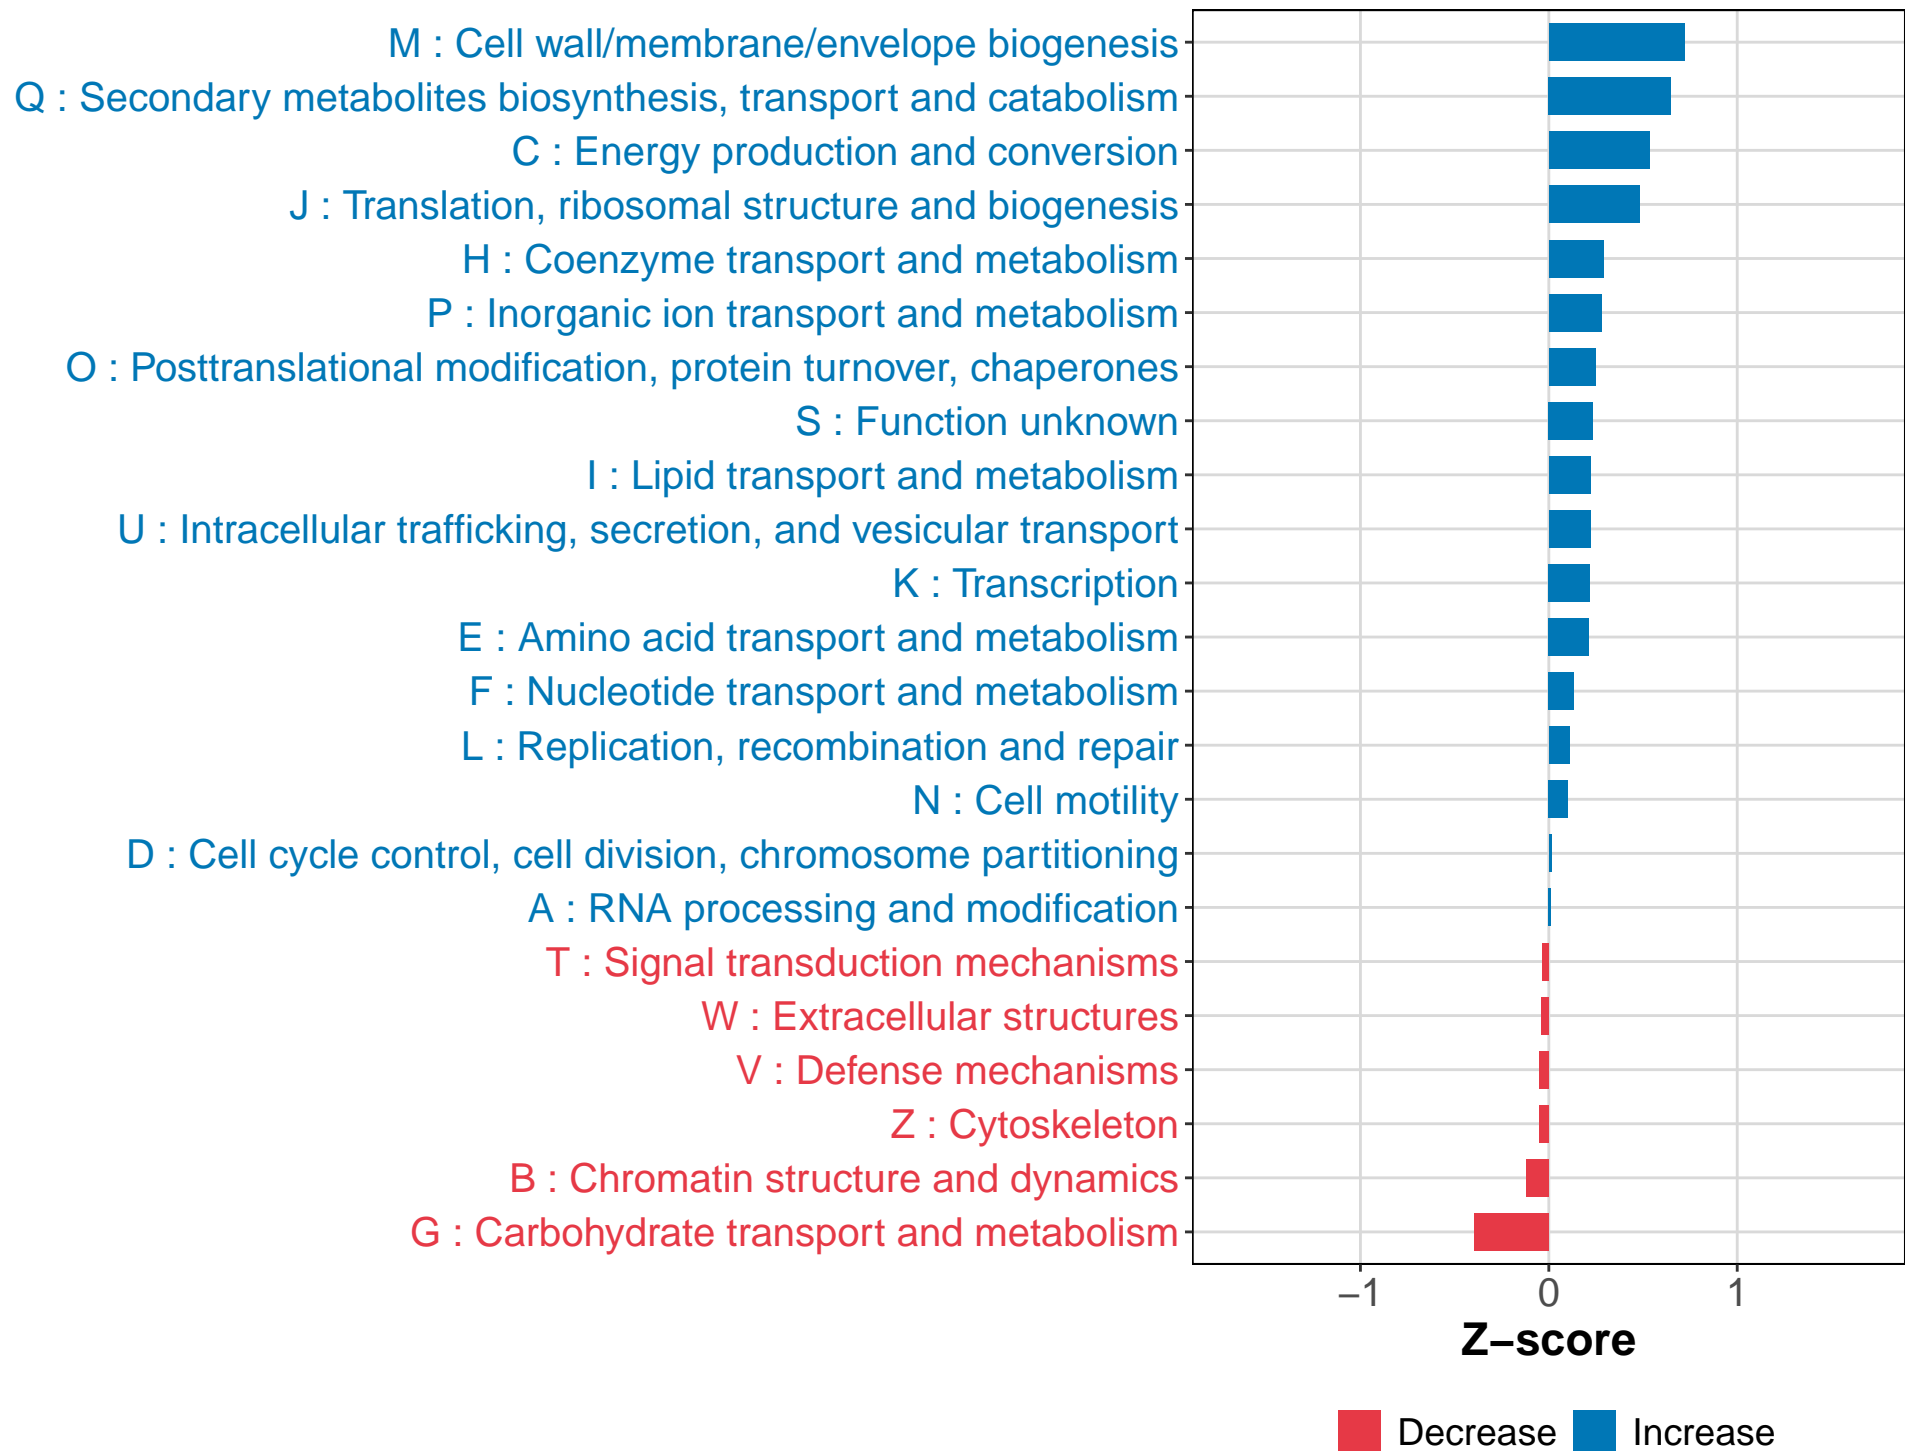 M : Cell wall/membrane/envelope biogenesis
Q : Secondary metabolites biosynthesis, transport and catabolism
C : Energy production and conversion
J : Translation, ribosomal structure and biogenesis
H : Coenzyme transport and metabolism
P : Inorganic ion transport and metabolism
O : Posttranslational modification, protein turnover, chaperones
S : Function unknown
I : Lipid transport and metabolism
U : Intracellular trafficking, secretion, and vesicular transport
K : Transcription
E : Amino acid transport and metabolism
F : Nucleotide transport and metabolism
L : Replication, recombination and repair
N : Cell motility
D : Cell cycle control, cell division, chromosome partitioning
A : RNA processing and modification
T : Signal transduction mechanisms
W : Extracellular structures
V : Defense mechanisms
Z : Cytoskeleton
B : Chromatin structure and dynamics
G : Carbohydrate transport and metabolism
−1 0 1
Z−score
Decrease Increase